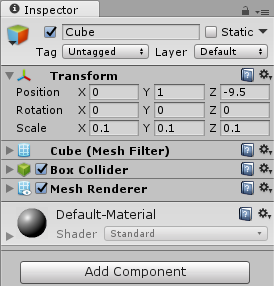 Inspector
Cube Static
Tag Untagged Layer Default
Transform
Position X 0 Y 1 Z -9.5
Rotation X 0 Y 0 Z 0
Scale X 0.1 Y 0.1 Z 0.1
Cube (Mesh Filter)
Box Collider
Mesh Renderer
Default-Material
Shader Standard
Add Component